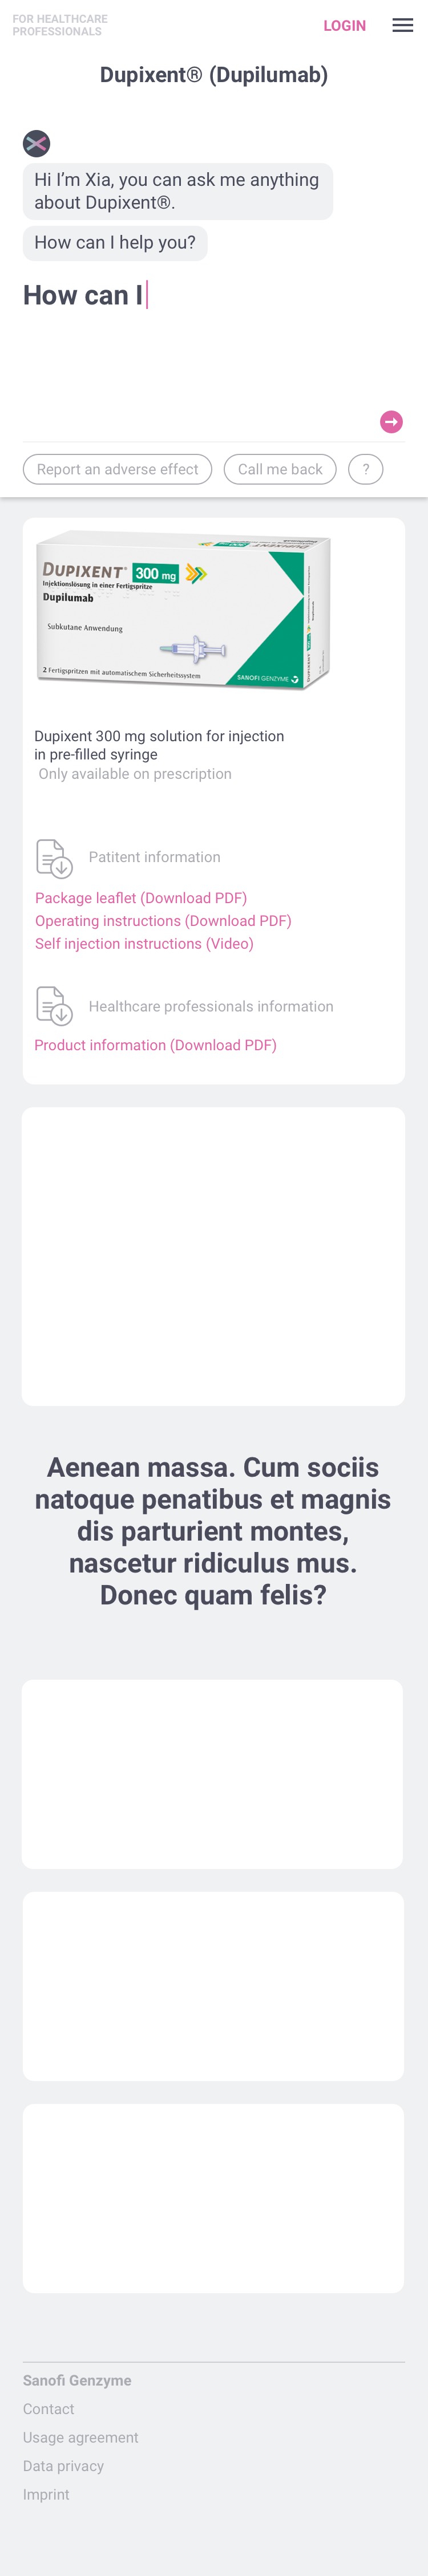 FOR HEALTHCARE
PROFESSIONALS
LOGIN
Dupixent® (Dupilumab)
Hi I’m Xia, you can ask me anything
about Dupixent®.
How can I help you?
How can I
Report an adverse effect
Call me back
?
DUPIXENT® 300 mg
Injektionslösung in einer Fertigspritze
Dupilumab
Subkutane Anwendung
2 Fertigspritzen mit automatischem Sicherheitssystem
SANOFI GENZYME
Dupixent 300 mg solution for injection
in pre-filled syringe
Only available on prescription
Patitent information
Package leaflet (Download PDF)
Operating instructions (Download PDF)
Self injection instructions (Video)
Healthcare professionals information
Product information (Download PDF)
Aenean massa. Cum sociis
natoque penatibus et magnis
dis parturient montes,
nascetur ridiculus mus.
Donec quam felis?
Sanofi Genzyme
Contact
Usage agreement
Data privacy
Imprint